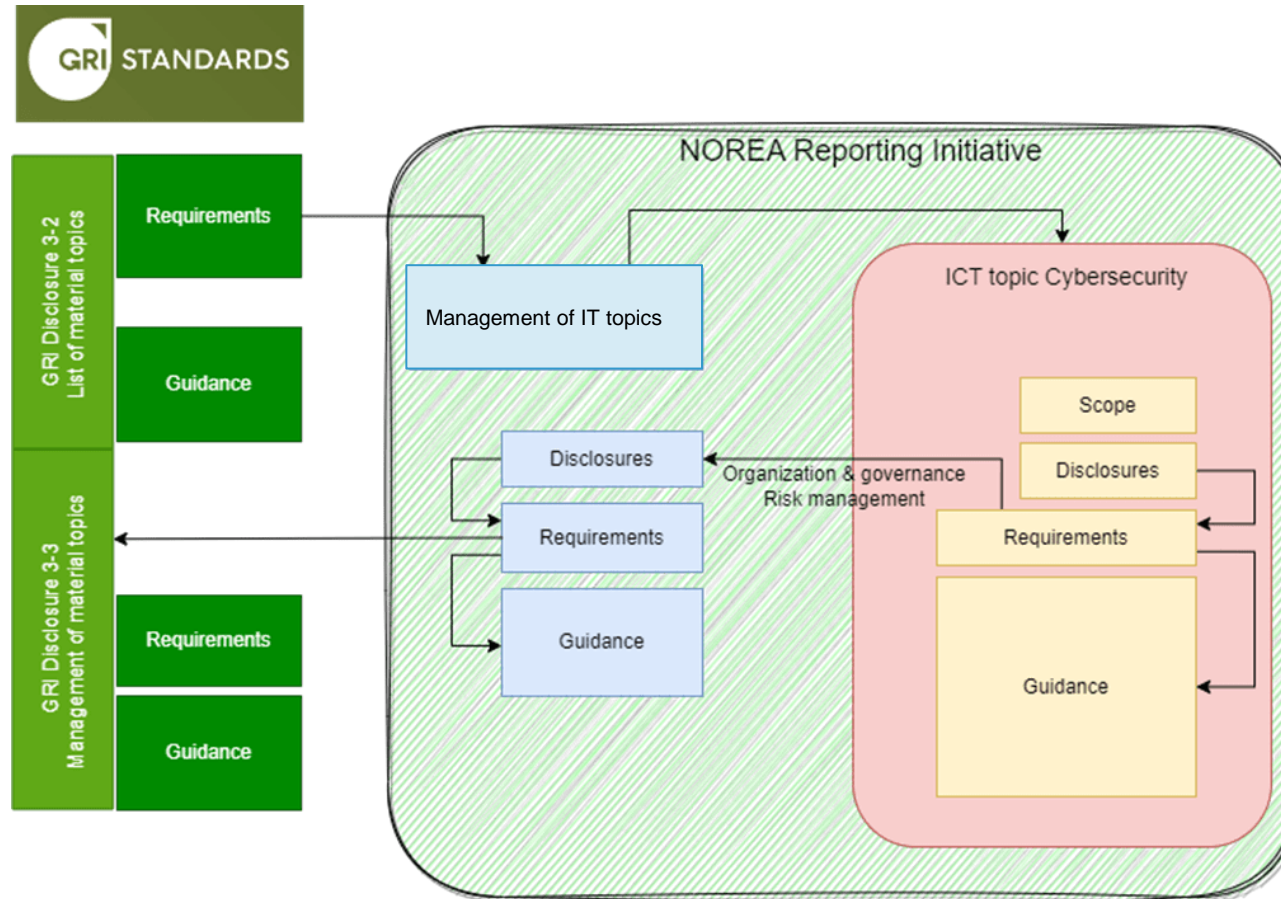 GRI STANDARDS
GRI Disclosure 3-2
List of material topics
Requirements
Guidance
GRI Disclosure 3-3
Management of material topics
Requirements
Guidance
NOREA Reporting Initiative
Management of IT topics
Disclosures
Requirements
Guidance
Organization & governance
Risk management
ICT topic Cybersecurity
Scope
Disclosures
Requirements
Guidance